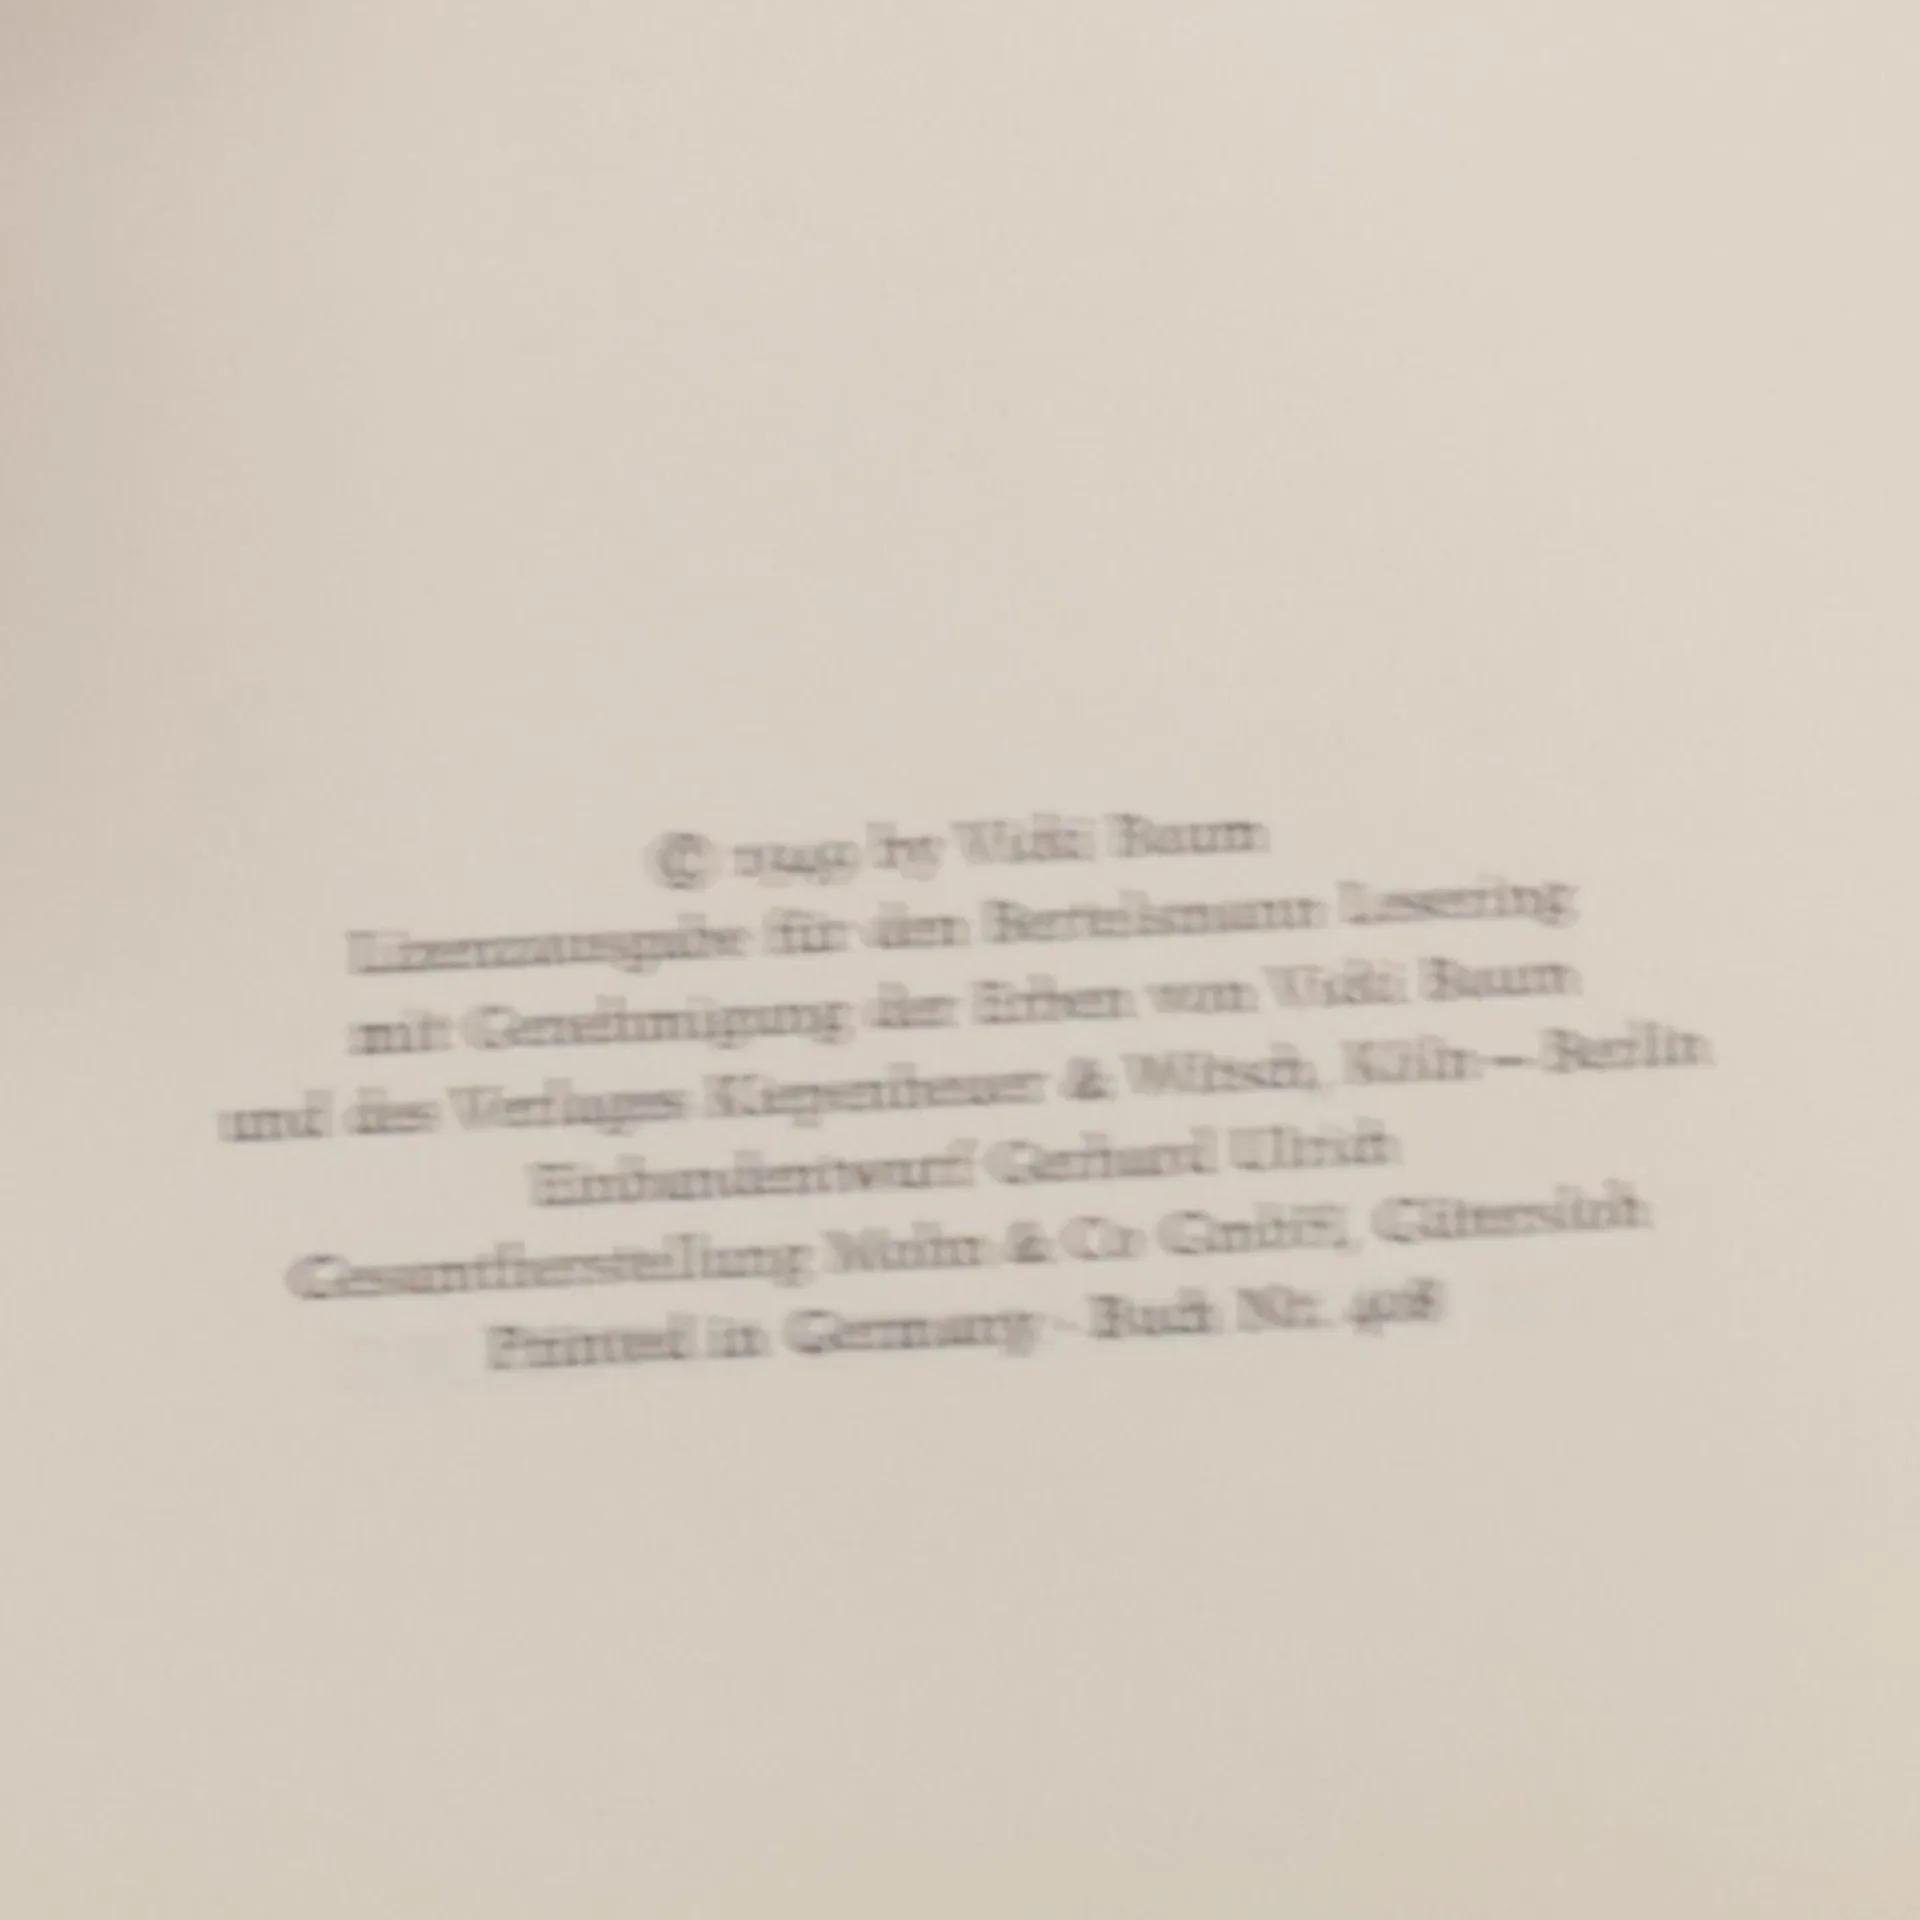 © by Vicki Baum
Lizenzausgabe für den Bertelsmann Lesering
mit Genehmigung der Erben von Vicki Baum
und des Verlages Kiepenheuer & Witsch, Köln – Berlin
Einbandentwurf Gerhard Ulrich
Gesamtherstellung Mohn & Co GmbH, Gütersloh
Printed in Germany · Buch Nr.